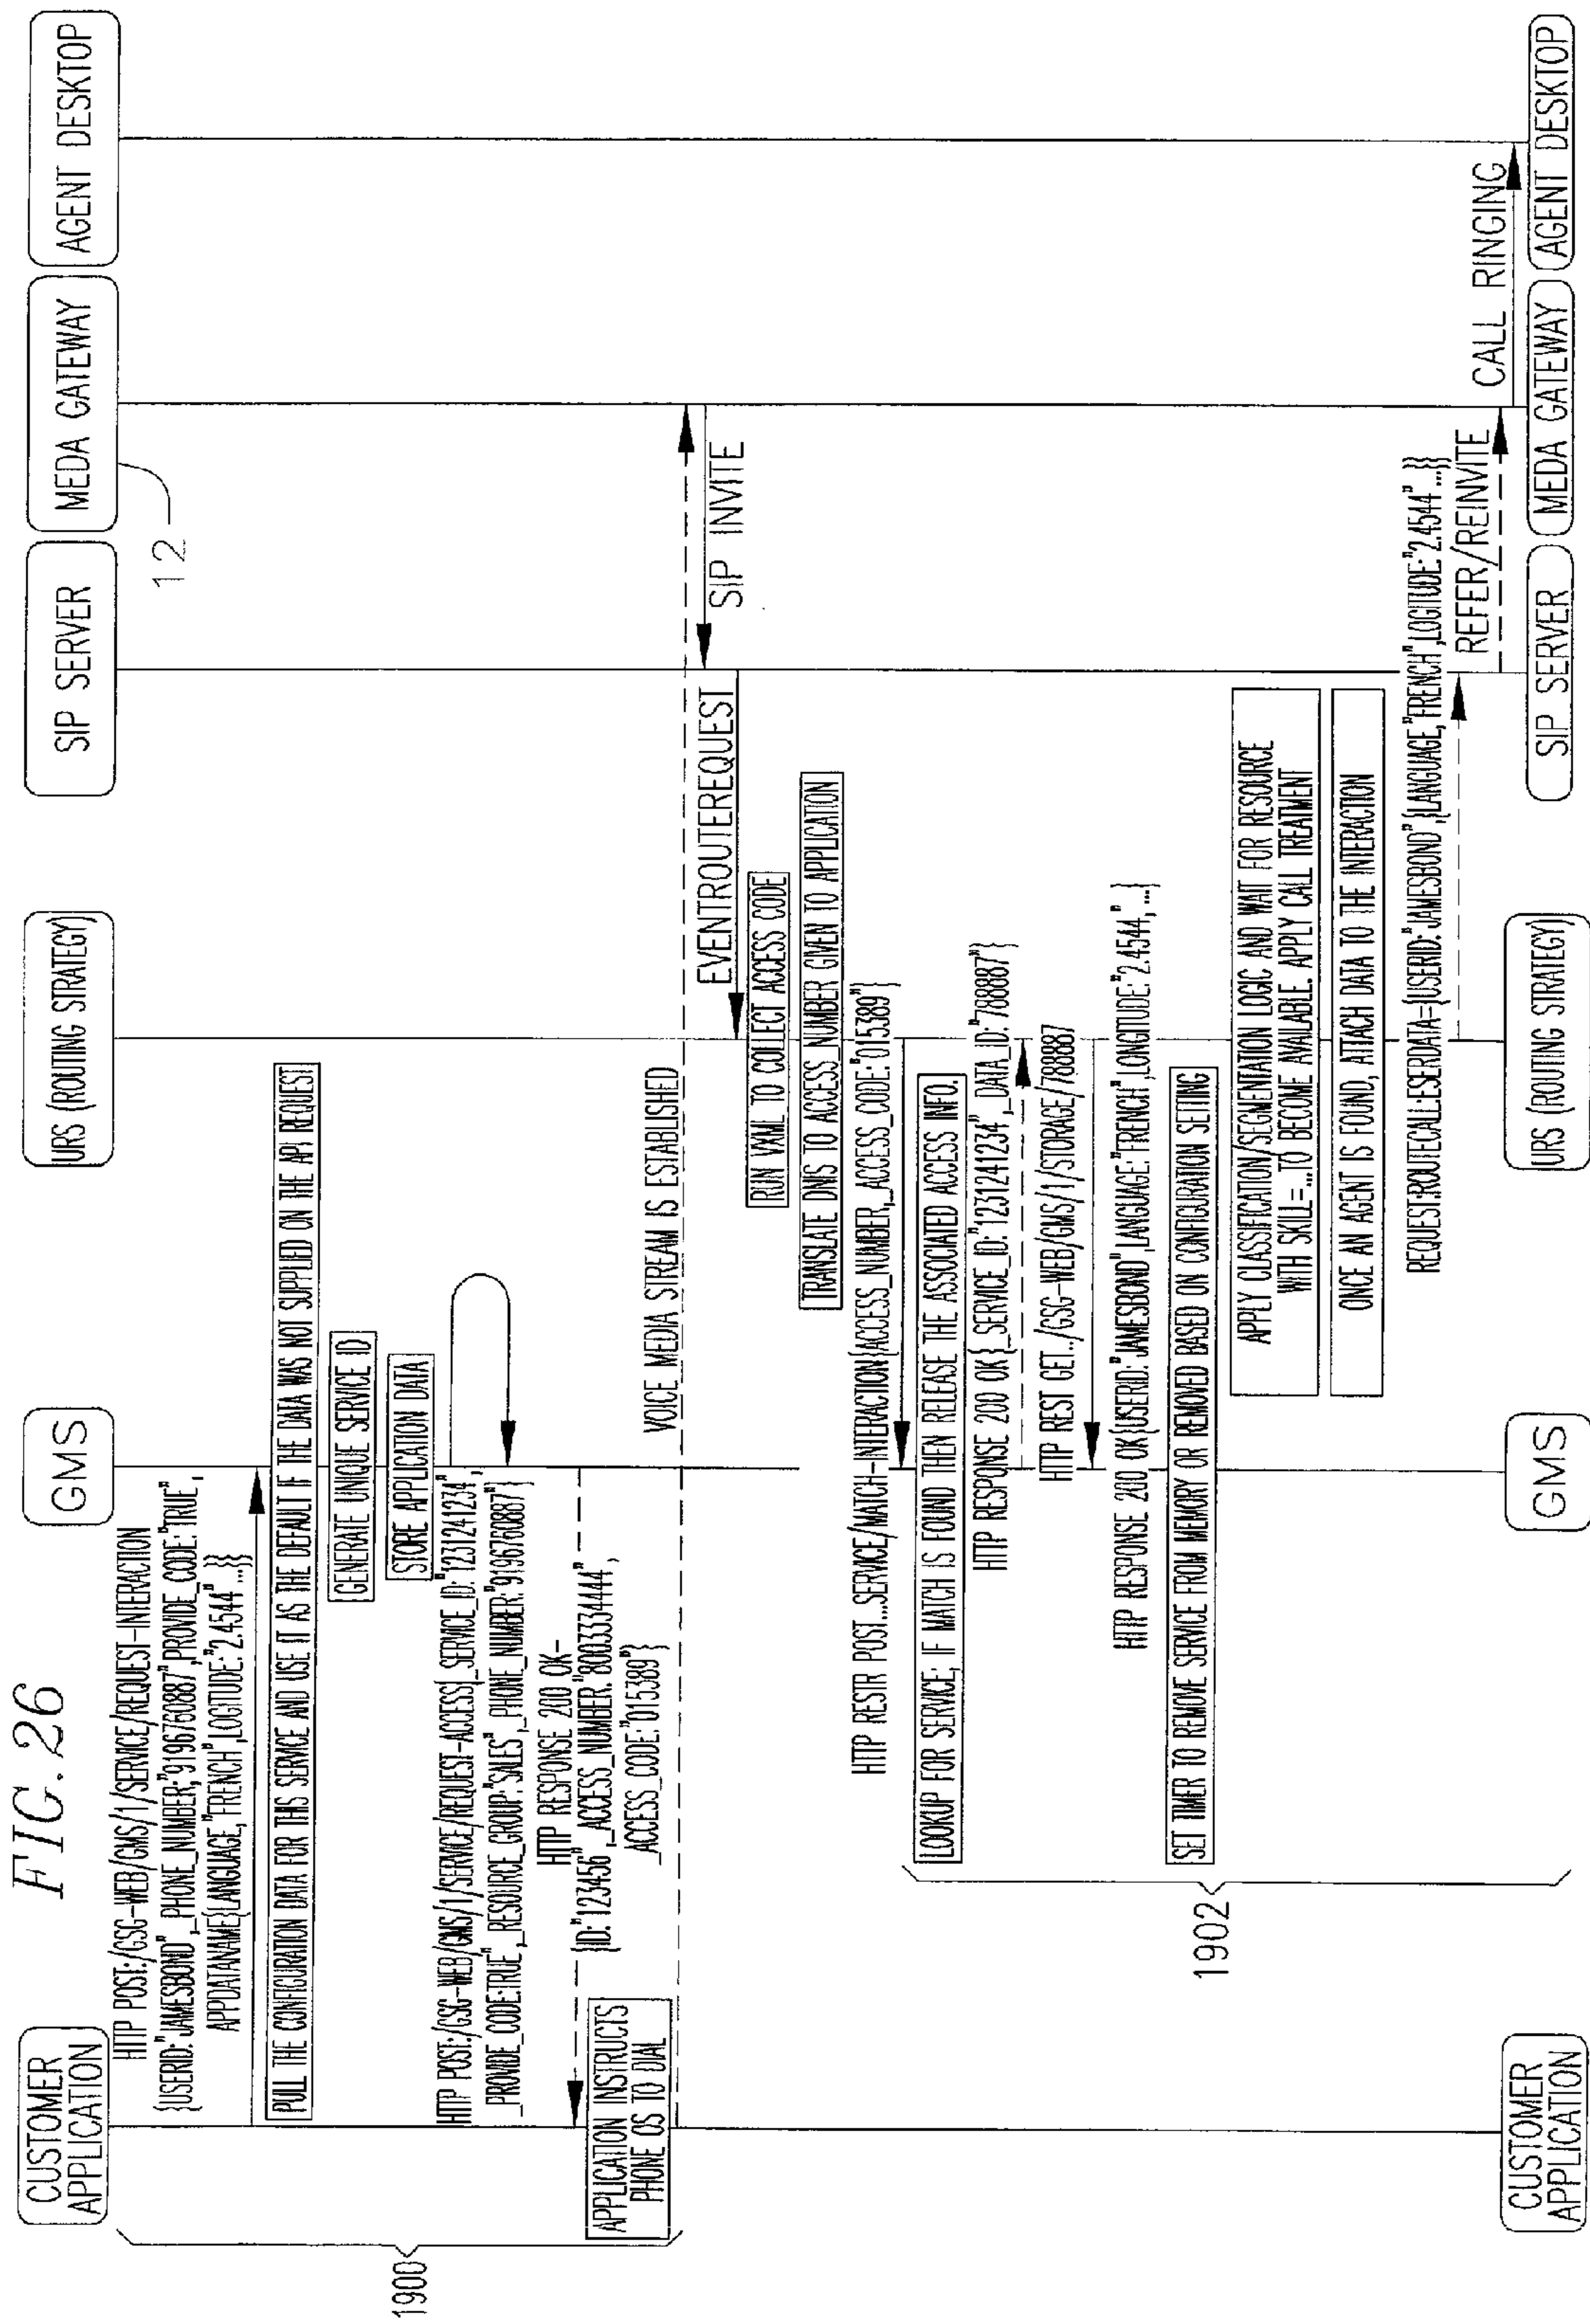 FIG. 26
CUSTOMER
APPLICATION
GMS
URS (ROUTING STRATEGY)
SIP SERVER
MEDA GATEWAY
AGENT DESKTOP
12
HTTP POST:/GSG-WEB/GMS/1/SERVICE/REQUEST-INTERACTION
{USERID:"JAMESBOND",_PHONE_NUMBER,"9196760887",PROVIDE_CODE:"TRUE",
APPDATANAME}{LANGUAGE,"FRENCH",LOGITUDE:"2.4544"...}}
PULL THE CONFIGURATION DATA FOR THIS SERVICE AND USE IT AS THE DEFAULT IF THE DATA WAS NOT SUPPLIED ON THE API REQUEST
GENERATE UNIQUE SERVICE ID
STORE APPLICATION DATA
HTTP POST:/GSG-WEB/GMS/1/SERVICE/REQUEST-ACCESS{_SERVICE_ID:"1231241234",
_PROVIDE_CODE:TRUE",_RESOURCE_GROUP:"SALES",_PHONE_NUMBER:"9196760887"}
HTTP RESPONSE 200 OK-
{ID:"123456",_ACCESS_NUMBER."8003334444",
_ACCESS_CODE:"015389"}
APPLICATION INSTRUCTS
PHONE OS TO DIAL
1900
VOICE MEDIA STREAM IS ESTABLISHED
SIP INVITE
EVENTROUTEREQUEST
RUN VXML TO COLLECT ACCESS CODE
TRANSLATE DNIS TO ACCESS_NUMBER GIVEN TO APPLICATION
HTTP RESTR POST...SERVICE/MATCH-INTERACTION{ACCESS_NUMBER,_ACCESS_CODE:"015389"}
LOOKUP FOR SERVICE; IF MATCH IS FOUND THEN RELEASE THE ASSOCIATED ACCESS INFO.
HTTP RESPONSE 200 OK{_SERVICE_ID:"1231241234",_DATA_ID:"788887"}
HTTP REST GET../GSG-WEB/GMS/1/STORAGE/788887
HTTP RESPONSE 200 OK{USERID:"JAMESBOND",LANGUAGE:"FRENCH",LONGITUDE:"2.4544,"...}
SET TIMER TO REMOVE SERVICE FROM MEMORY OR REMOVED BASED ON CONFIGURATION SETTING
1902
APPLY CLASSIFICATION/SEGMENTATION LOGIC AND WAIT FOR RESOURCE
WITH SKILL=...TO BECOME AVAILABLE. APPLY CALL TREATMENT
ONCE AN AGENT IS FOUND, ATTACH DATA TO THE INTERACTION
REQUEST:ROUTECALL:ESERDATA={USERID:"JAMESBOND",{LANGUAGE,"FRENCH",LOGITUDE:"2.4544"...}}
REFER/REINVITE
CALL RINGING
CUSTOMER
APPLICATION
GMS
URS (ROUTING STRATEGY)
SIP SERVER
MEDA GATEWAY
AGENT DESKTOP